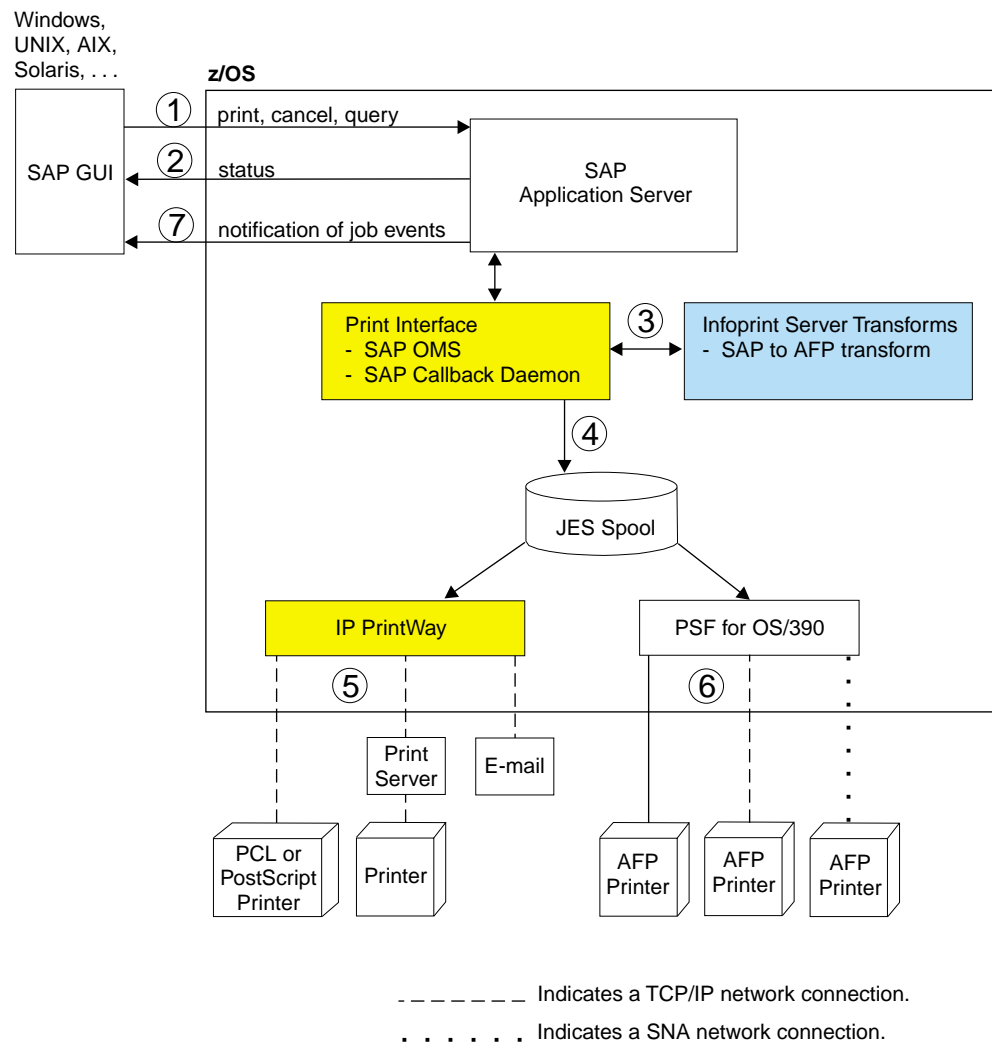 Windows,
UNIX, AIX,
Solaris, . . .
z/OS
1
print, cancel, query
SAP GUI
2
status
SAP
Application Server
7
notification of job events
Print Interface
- SAP OMS
- SAP Callback Daemon
3
Infoprint Server Transforms
- SAP to AFP transform
4
JES Spool
IP PrintWay
PSF for OS/390
5
6
Print
Server
E-mail
PCL or
PostScript
Printer
Printer
AFP
Printer
AFP
Printer
AFP
Printer
Indicates a TCP/IP network connection.
Indicates a SNA network connection.